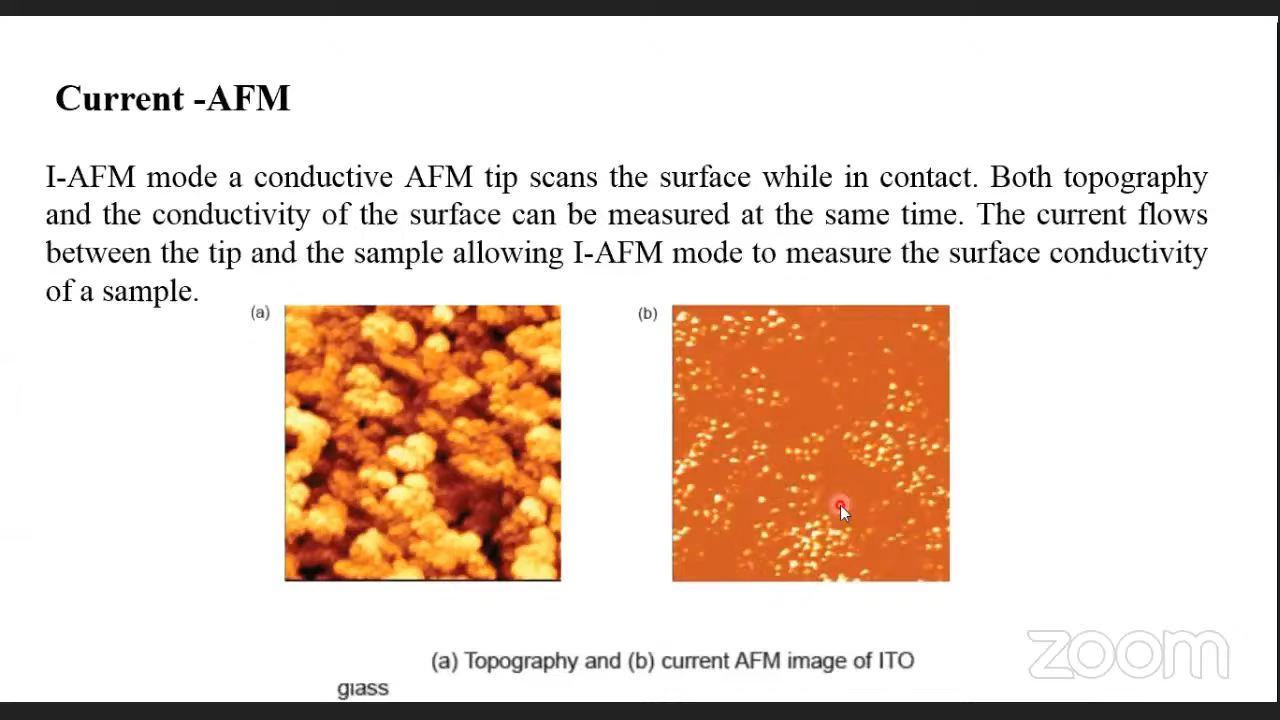 Current -AFM
I-AFM mode a conductive AFM tip scans the surface while in contact. Both topography
and the conductivity of the surface can be measured at the same time. The current flows
between the tip and the sample allowing I-AFM mode to measure the surface conductivity
of a sample.
(a)
(b)
(a) Topography and (b) current AFM image of ITO
glass
zoom